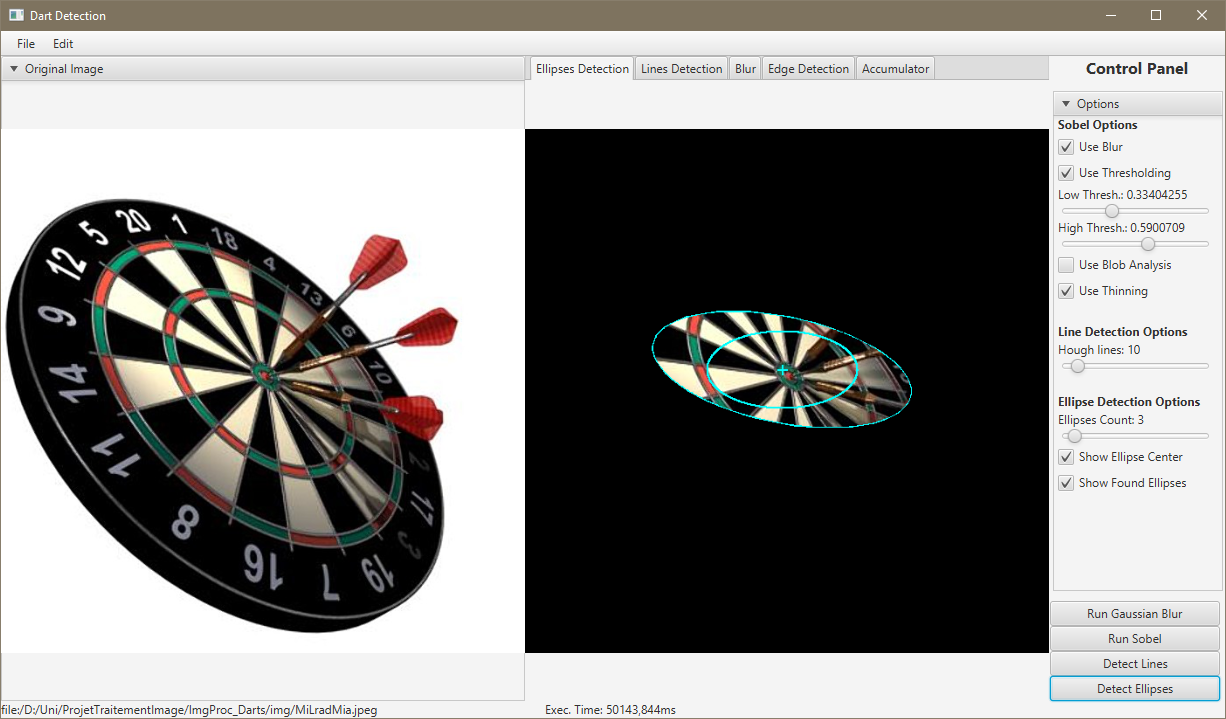 Dart Detection
File Edit
Original Image
Ellipses Detection Lines Detection Blur Edge Detection Accumulator
Control Panel
Options
Sobel Options
Use Blur
Use Thresholding
Low Thresh.: 0.33404255
High Thresh.: 0.5900709
Use Blob Analysis
Use Thinning
Line Detection Options
Hough lines: 10
Ellipse Detection Options
Ellipses Count: 3
Show Ellipse Center
Show Found Ellipses
Run Gaussian Blur
Run Sobel
Detect Lines
Detect Ellipses
20 1 18 4 13 6 10 2 17 3 19 7 16 8 11 14 9 12 5
file:/D:/Uni/ProjetTraitementImage/ImgProc_Darts/img/MiLradMia.jpeg
Exec. Time: 50143,844ms